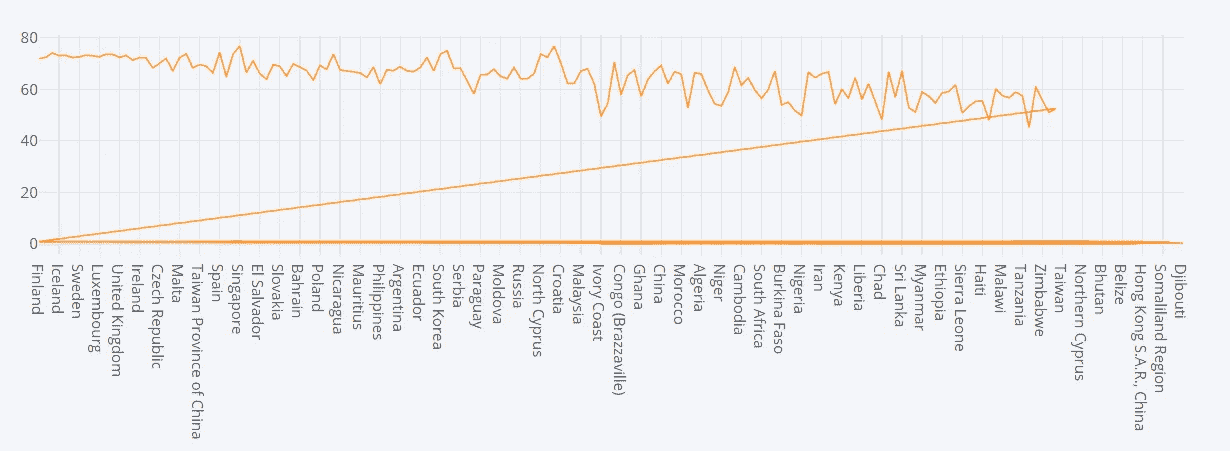 80
60
40
20
0
Finland
Iceland
Sweden
Luxembourg
United Kingdom
Ireland
Czech Republic
Malta
Taiwan Province of China
Spain
Singapore
El Salvador
Slovakia
Bahrain
Poland
Nicaragua
Mauritius
Philippines
Argentina
Ecuador
South Korea
Serbia
Paraguay
Moldova
Russia
North Cyprus
Croatia
Malaysia
Ivory Coast
Congo (Brazzaville)
Ghana
China
Morocco
Algeria
Niger
Cambodia
South Africa
Burkina Faso
Nigeria
Iran
Kenya
Liberia
Chad
Sri Lanka
Myanmar
Ethiopia
Sierra Leone
Haiti
Malawi
Tanzania
Zimbabwe
Taiwan
Northern Cyprus
Bhutan
Belize
Hong Kong S.A.R., China
Somaliland Region
Djibouti